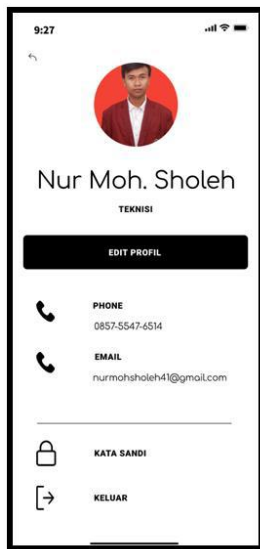 9:27
Nur Moh. Sholeh
TEKNISI
EDIT PROFIL
PHONE
0857-5547-6514
EMAIL
nurmohsholeh41@gmail.com
KATA SANDI
KELUAR